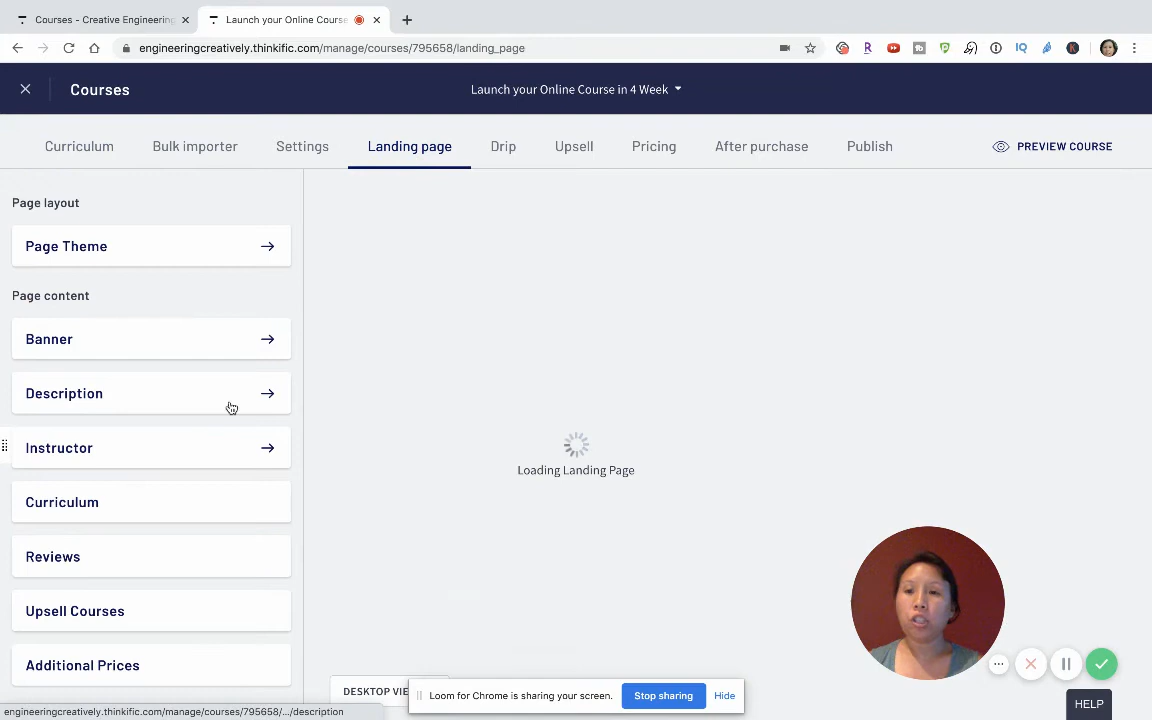 Courses - Creative Engineering
Launch your Online Course
engineeringcreatively.thinkific.com/manage/courses/795658/landing_page
Courses
Launch your Online Course in 4 Week
Curriculum
Bulk importer
Settings
Landing page
Drip
Upsell
Pricing
After purchase
Publish
PREVIEW COURSE
Page layout
Page Theme
Page content
Banner
Description
Instructor
Curriculum
Reviews
Upsell Courses
Additional Prices
Loading Landing Page
DESKTOP VIE
Loom for Chrome is sharing your screen.
Stop sharing
Hide
HELP
engineeringcreatively.thinkific.com/manage/courses/795658/.../description